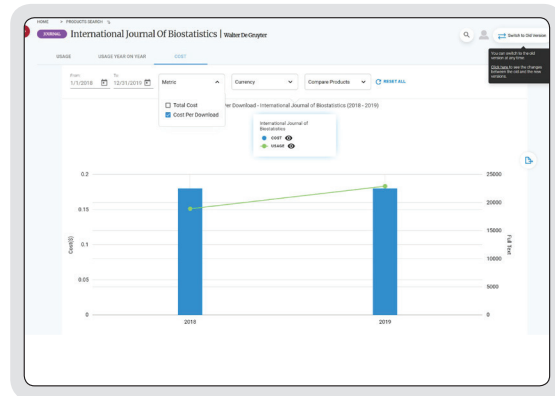 HOME > PRODUCTS SEARCH
JOURNAL International Journal Of Biostatistics | Walter De Gruyter
Switch to Old Version
You can switch to the old
version at any time.
Click here to see the changes
between the old and the new
versions.
USAGE USAGE YEAR ON YEAR COST
From To
1/1/2018 12/31/2019 Metric Currency Compare Products RESET ALL
Total Cost
Cost Per Download
Per Download - International Journal of Biostatistics (2018 - 2019)
International Journal of
Biostatistics
COST
USAGE
0.2 25000
20000
0.15
15000
Cost($) 0.1 Full Text
10000
0.05
5000
0 0
2018 2019